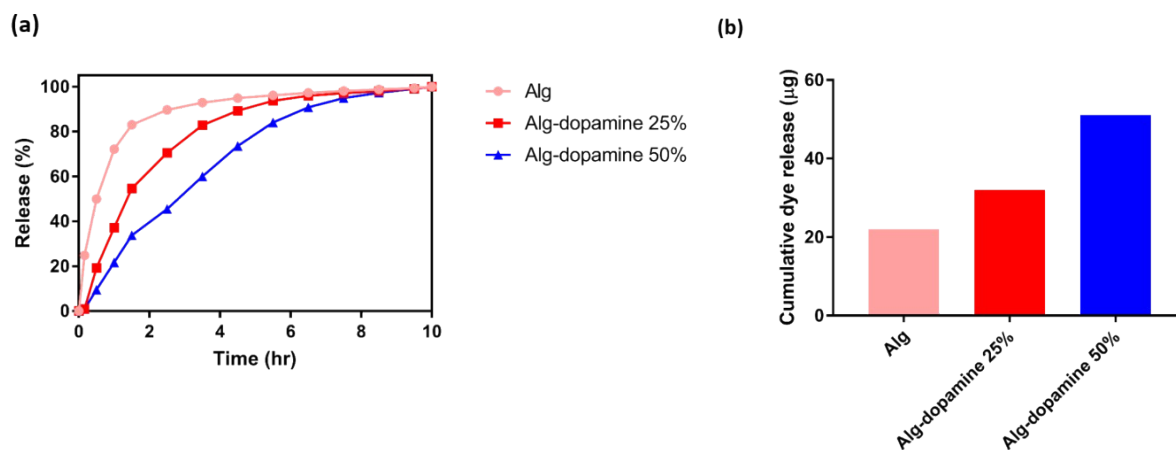 (a)
100
80
60
40
20
0
Release (%)
0 2 4 6 8 10
Time (hr)
Alg
Alg-dopamine 25%
Alg-dopamine 50%
(b)
60
40
20
0
Cumulative dye release (μg)
Alg
Alg-dopamine 25%
Alg-dopamine 50%